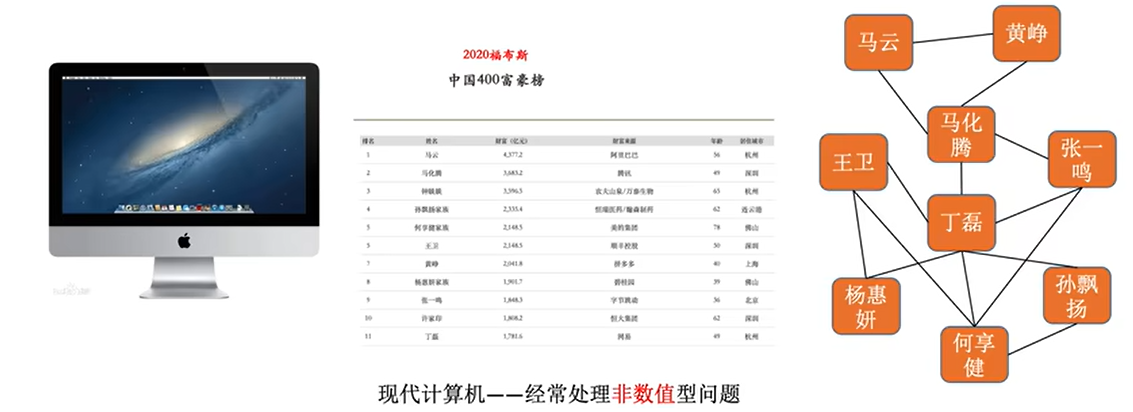 2020福布斯
中国400富豪榜
排名 姓名 财富（亿元） 财富来源 年龄 居住城市
1 马云 4,377.2 阿里巴巴 56 杭州
2 马化腾 3,683.2 腾讯 49 深圳
3 钟睒睒 3,596.5 农夫山泉/万泰生物 65 杭州
4 孙飘扬家族 2,333.4 恒瑞医药/翰森制药 62 连云港
5 何享健家族 2,148.5 美的集团 78 佛山
5 王卫 2,148.5 顺丰控股 50 深圳
7 黄峥 2,041.8 拼多多 40 上海
8 杨惠妍家族 1,901.7 碧桂园 39 佛山
9 张一鸣 1,848.3 字节跳动 36 北京
10 许家印 1,808.2 恒大集团 62 深圳
11 丁磊 1,781.6 网易 49 杭州
马云
黄峥
马化
腾
王卫
张一
鸣
丁磊
杨惠
妍
孙飘
扬
何享
健
现代计算机——经常处理非数值型问题